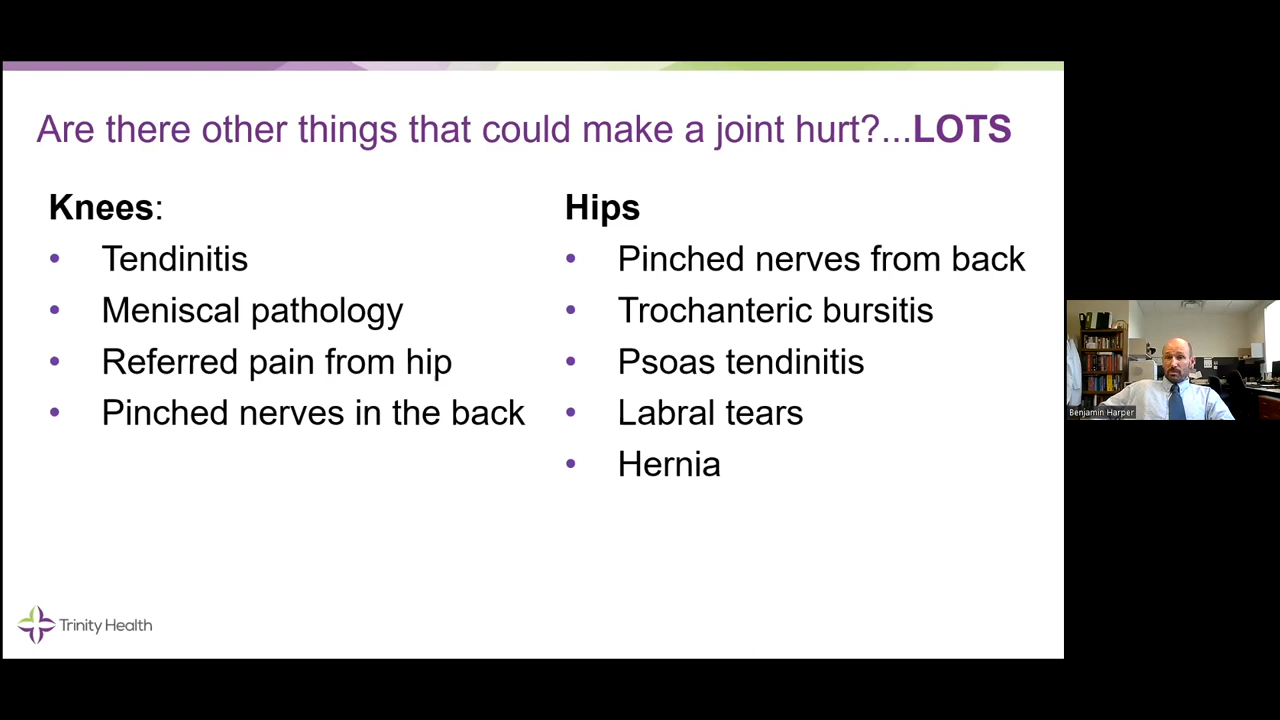 Are there other things that could make a joint hurt?...LOTS
Knees:
• Tendinitis
• Meniscal pathology
• Referred pain from hip
• Pinched nerves in the back
Hips
• Pinched nerves from back
• Trochanteric bursitis
• Psoas tendinitis
• Labral tears
• Hernia
Trinity Health
Benjamin Harper